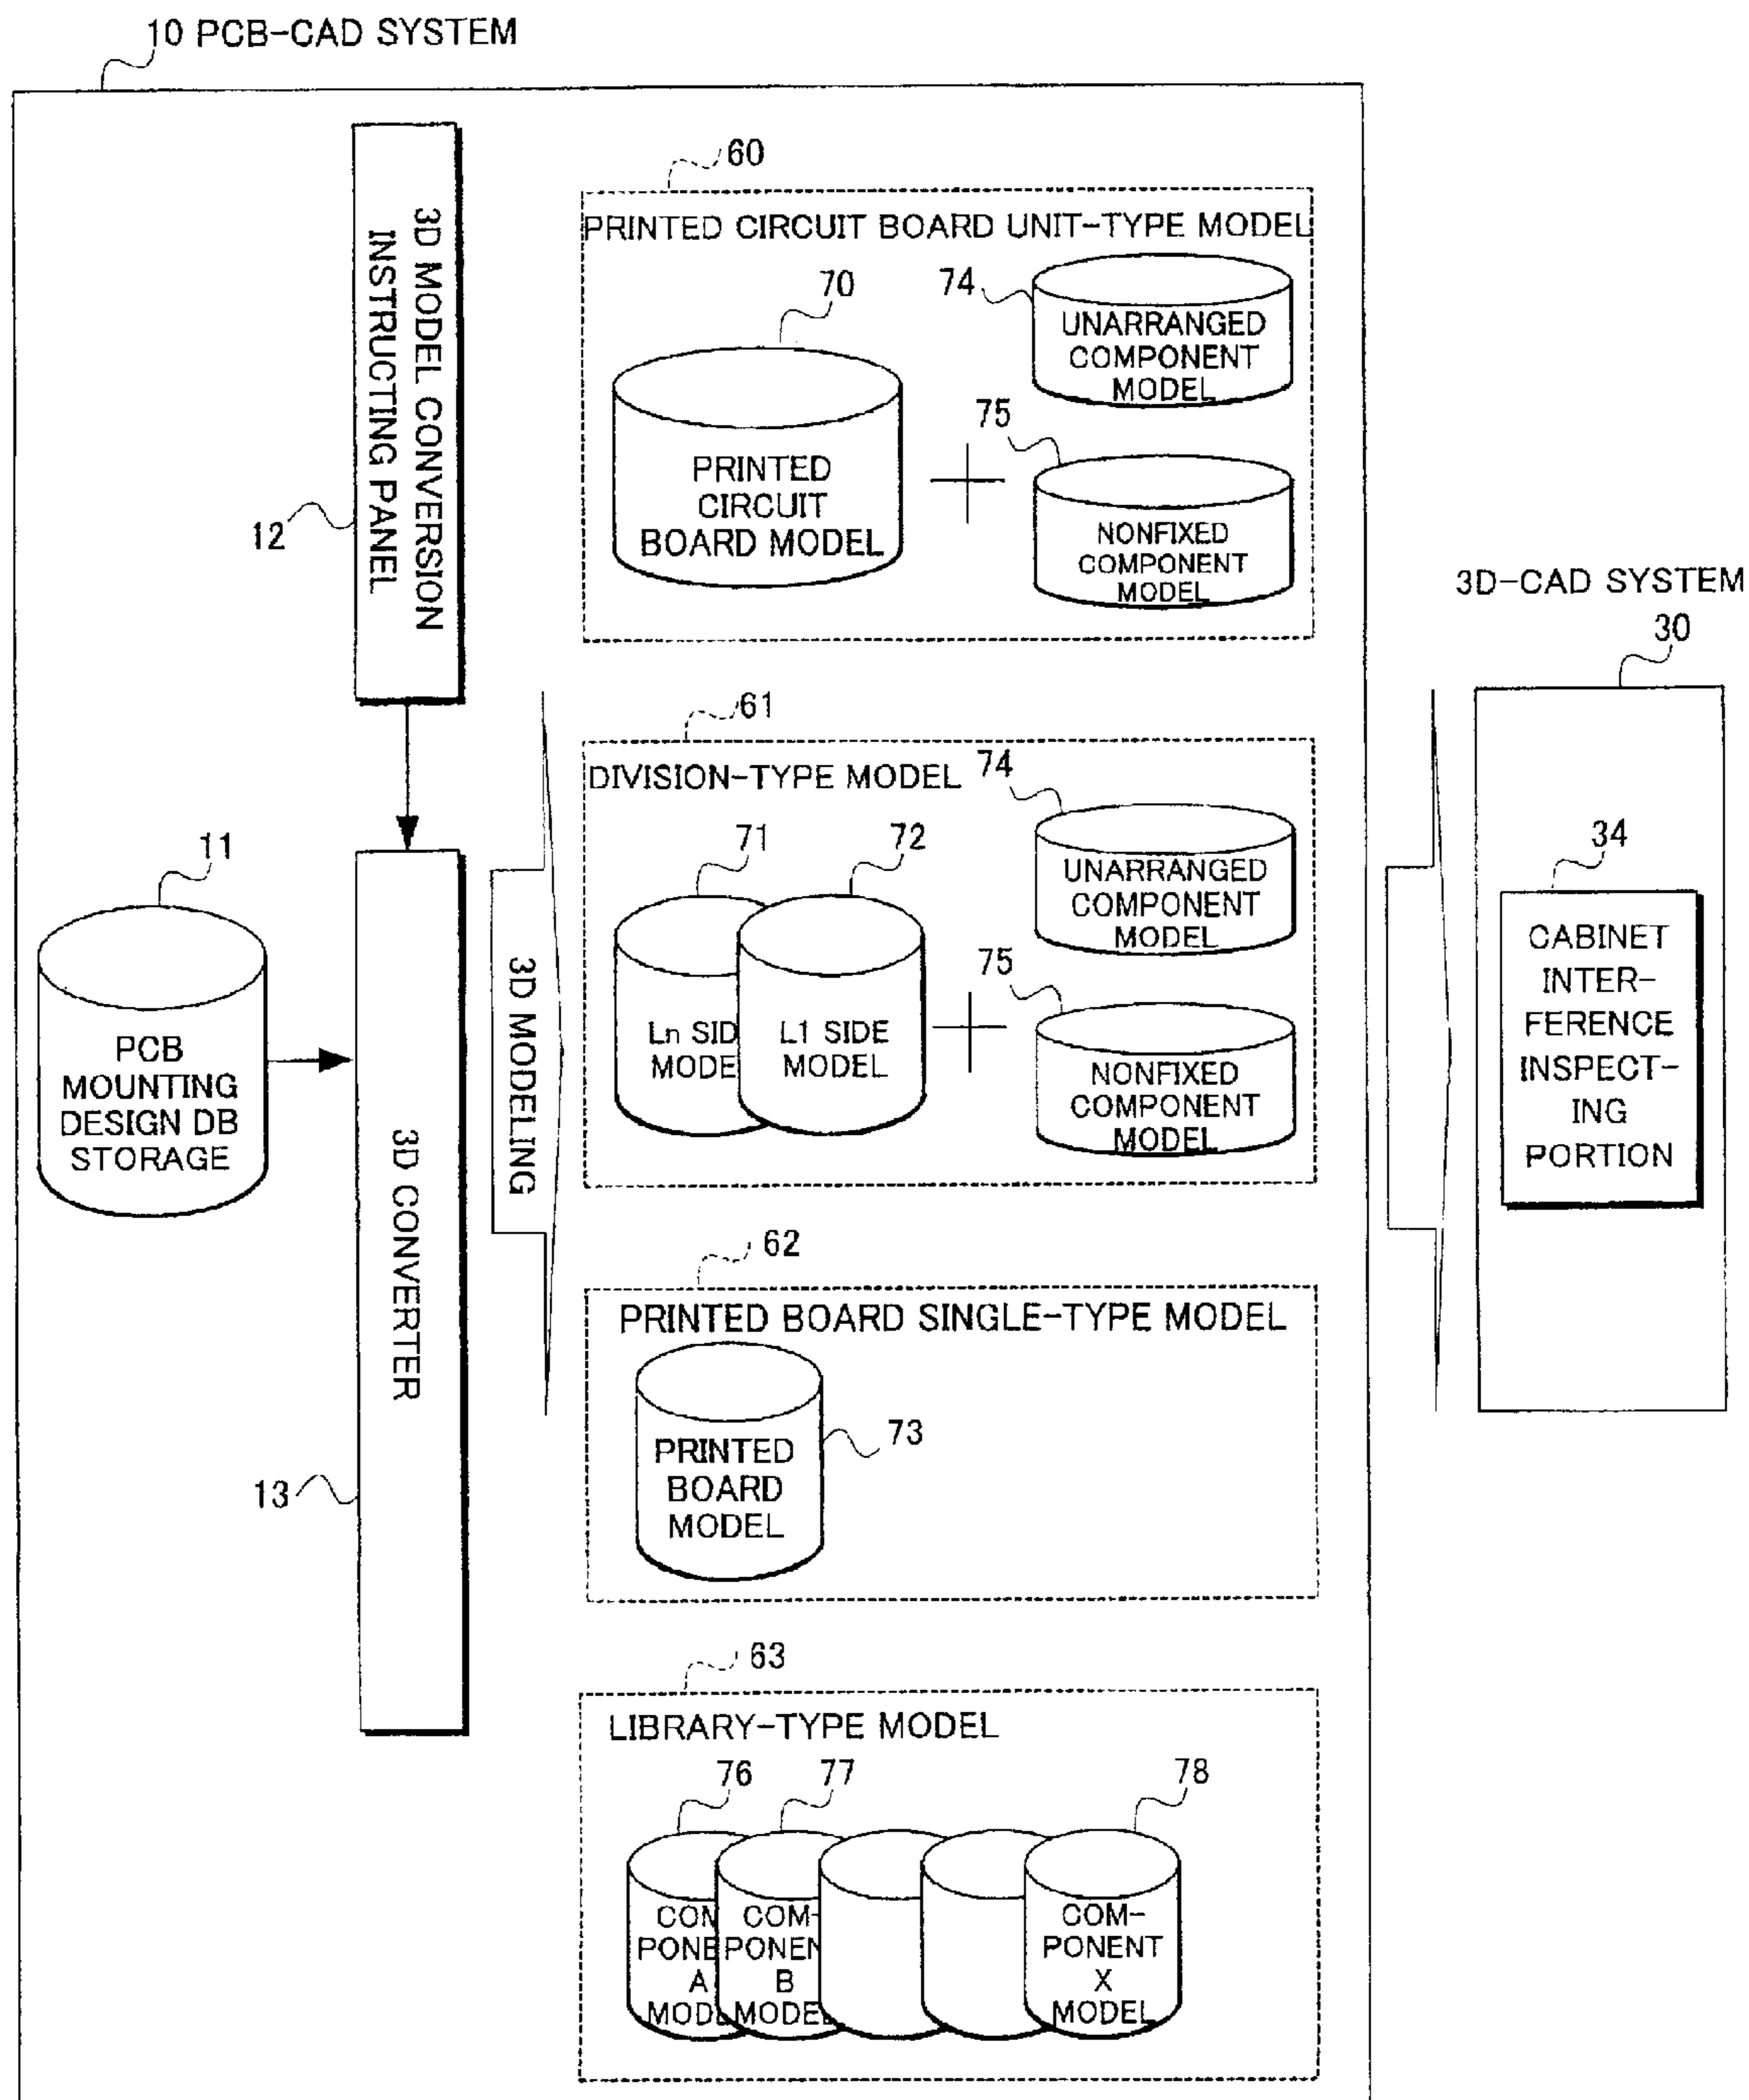 10 PCB-CAD SYSTEM
60
PRINTED CIRCUIT BOARD UNIT-TYPE MODEL
70
74
UNARRANGED
COMPONENT
MODEL
PRINTED
CIRCUIT
BOARD MODEL
75
NONFIXED
COMPONENT
MODEL
3D MODEL CONVERSION
INSTRUCTING PANEL
12
3D-CAD SYSTEM
30
61
DIVISION-TYPE MODEL
74
71
72
UNARRANGED
COMPONENT
MODEL
Ln SID
MODE
L1 SIDE
MODEL
75
NONFIXED
COMPONENT
MODEL
11
PCB
MOUNTING
DESIGN DB
STORAGE
3D CONVERTER
13
3D MODELING
34
CABINET
INTER-
FERENCE
INSPECT-
ING
PORTION
62
PRINTED BOARD SINGLE-TYPE MODEL
PRINTED
BOARD
MODEL
73
63
LIBRARY-TYPE MODEL
76
77
78
COM
PONE
A
MODE
COM-
PONEN
B
MODEL
COM-
PONENT
X
MODEL